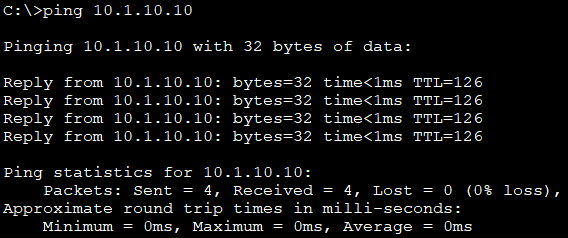 C:\>ping 10.1.10.10
Pinging 10.1.10.10 with 32 bytes of data:
Reply from 10.1.10.10: bytes=32 time<1ms TTL=126
Reply from 10.1.10.10: bytes=32 time<1ms TTL=126
Reply from 10.1.10.10: bytes=32 time<1ms TTL=126
Reply from 10.1.10.10: bytes=32 time<1ms TTL=126
Ping statistics for 10.1.10.10:
    Packets: Sent = 4, Received = 4, Lost = 0 (0% loss),
Approximate round trip times in milli-seconds:
    Minimum = 0ms, Maximum = 0ms, Average = 0ms